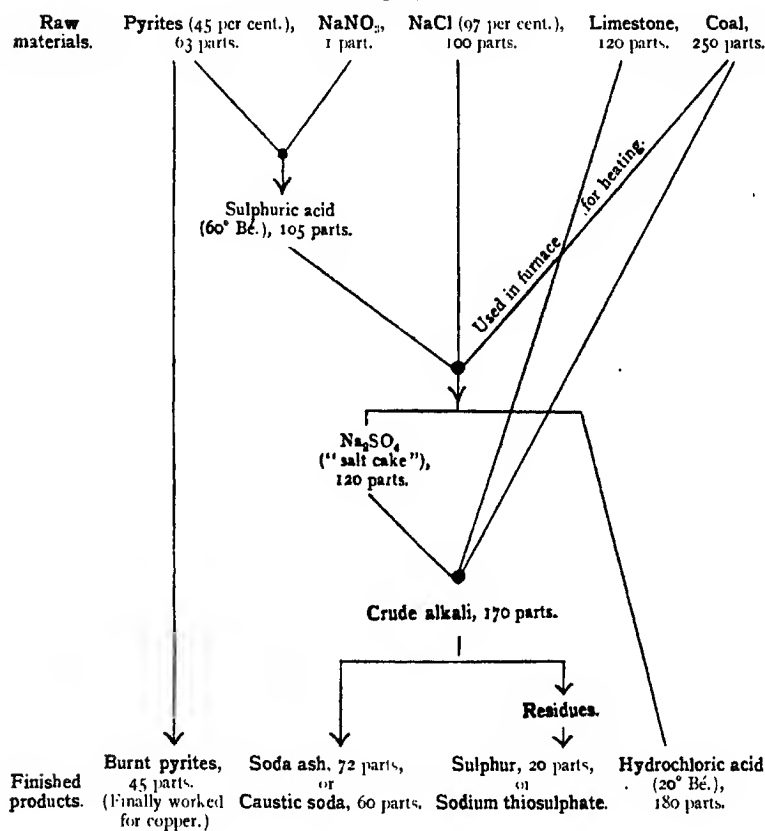 Raw materials.
Pyrites (45 per cent.), 63 parts.
NaNO₃, 1 part.
NaCl (97 per cent.), 100 parts.
Limestone, 120 parts.
Coal, 250 parts.
Used in furnace for heating.
Sulphuric acid
(60° Bé.), 105 parts.
Na₂SO₄
("salt cake"),
120 parts.
Crude alkali, 170 parts.
Residues.
Finished products.
Burnt pyrites,
45 parts.
(Finally worked
for copper.)
Soda ash, 72 parts,
or
Caustic soda, 60 parts.
Sulphur, 20 parts,
or
Sodium thiosulphate.
Hydrochloric acid
(20° Bé.),
180 parts.